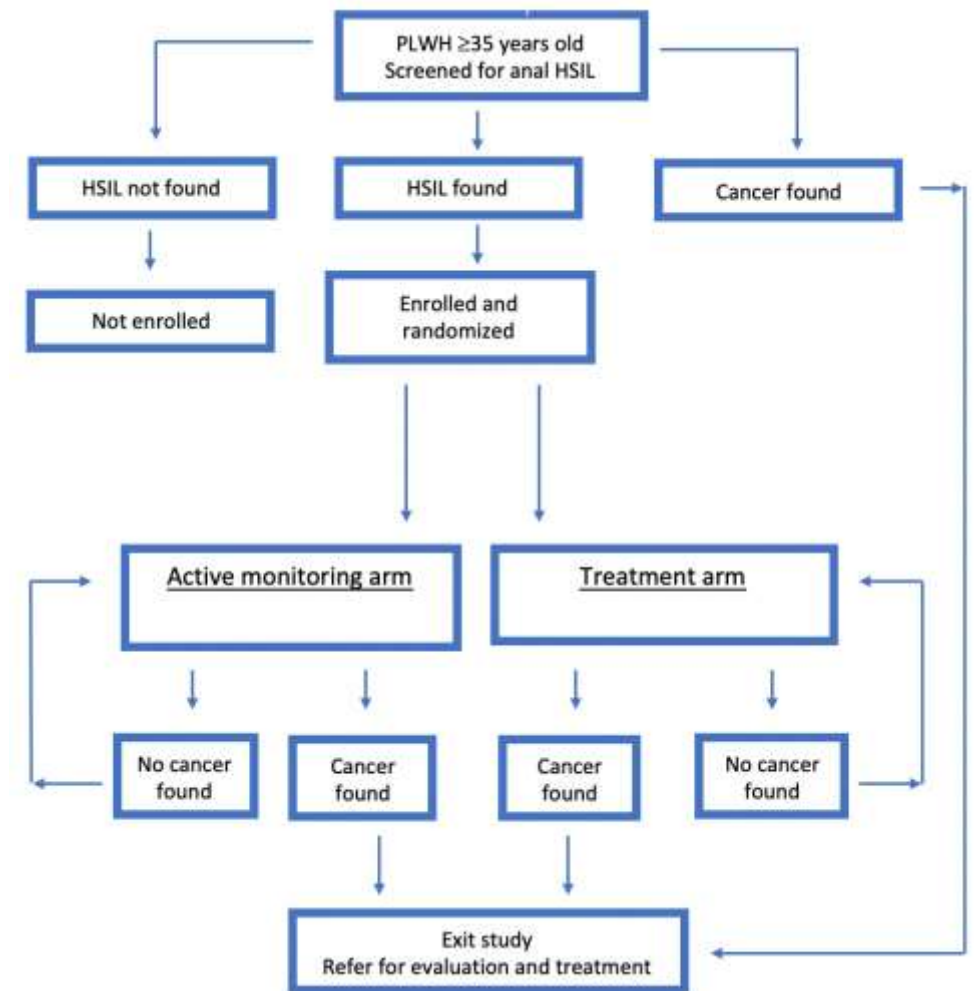 PLWH ≥35 years old
Screened for anal HSIL
HSIL not found
HSIL found
Cancer found
Not enrolled
Enrolled and
randomized
Active monitoring arm
Treatment arm
No cancer
found
Cancer
found
Cancer
found
No cancer
found
Exit study
Refer for evaluation and treatment